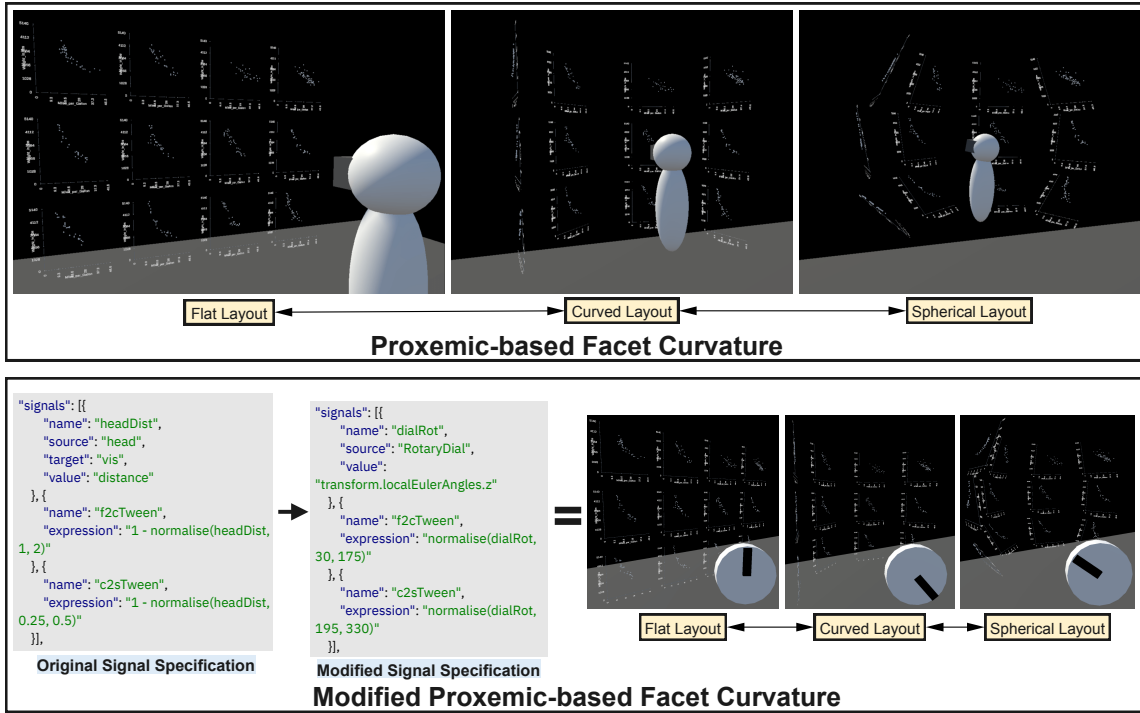 Flat Layout
Curved Layout
Spherical Layout
Proxemic-based Facet Curvature
"signals": [{
"name": "headDist",
"source": "head",
"target": "vis",
"value": "distance"
}, {
"name": "f2cTween",
"expression": "1 - normalise(headDist,
1, 2)"
}, {
"name": "c2sTween",
"expression": "1 - normalise(headDist,
0.25, 0.5)"
}],
Original Signal Specification
"signals": [{
"name": "dialRot",
"source": "RotaryDial",
"value":
"transform.localEulerAngles.z"
}, {
"name": "f2cTween",
"expression": "normalise(dialRot,
30, 175)"
}, {
"name": "c2sTween",
"expression": "normalise(dialRot,
195, 330)"
}],
Modified Signal Specification
=
Flat Layout
Curved Layout
Spherical Layout
Modified Proxemic-based Facet Curvature